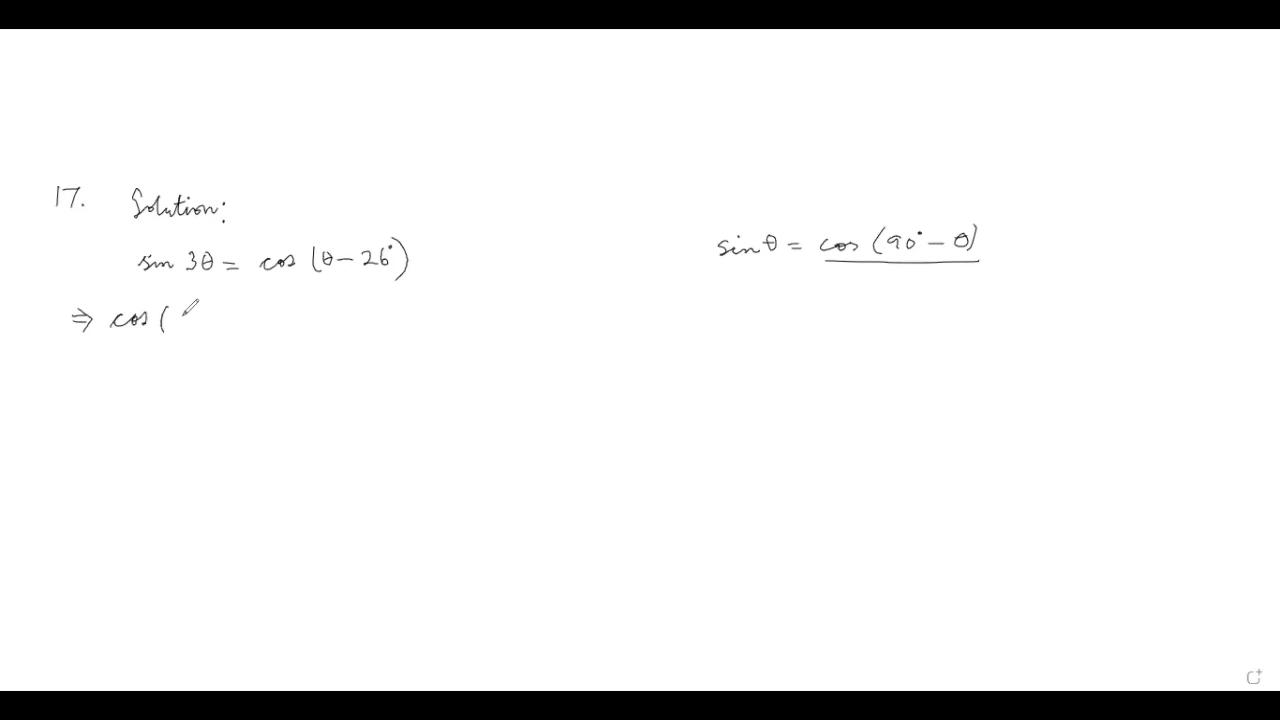 17. Solution:
sin θ = cos (90° − θ)
sin 3θ = cos (θ − 26°)
⇒ cos (